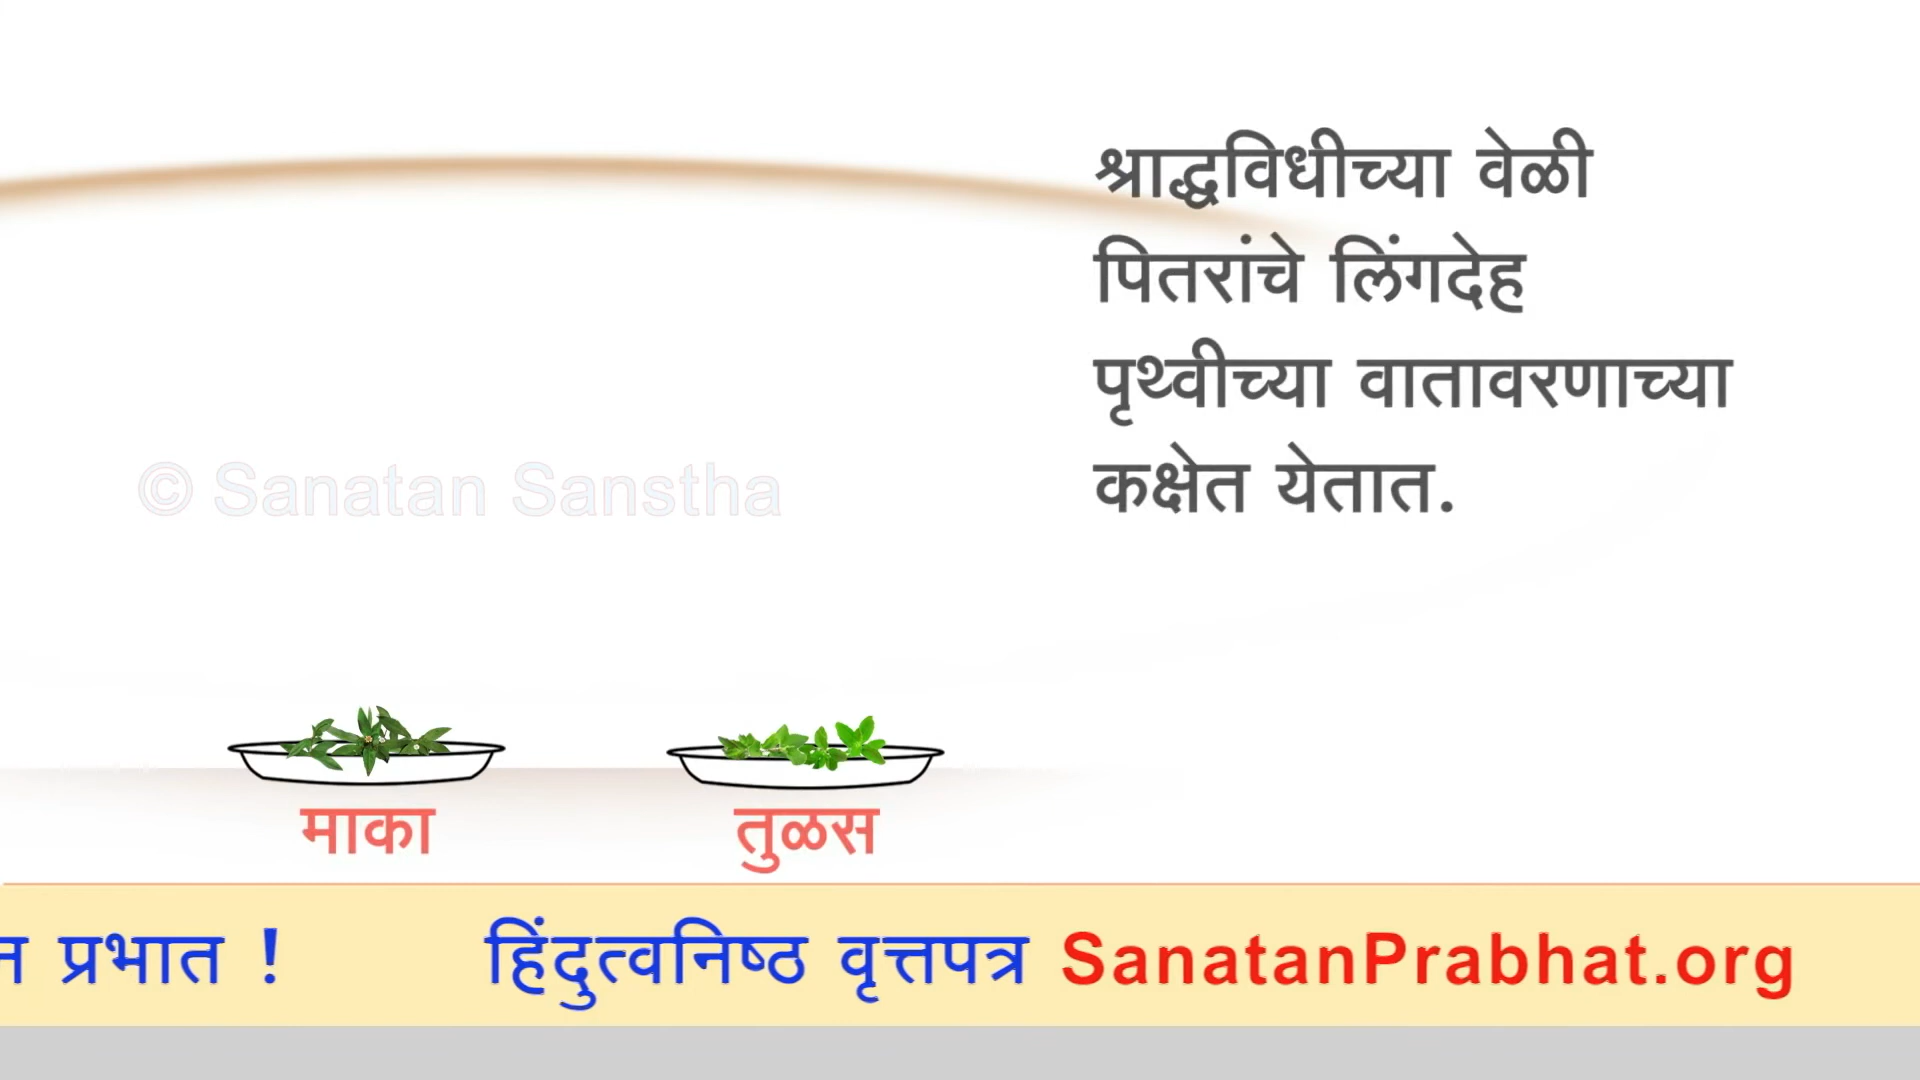 श्राद्धविधीच्या वेळी
पितरांचे लिंगदेह
पृथ्वीच्या वातावरणाच्या
कक्षेत येतात.
© Sanatan Sanstha
माका
तुळस
न प्रभात ! हिंदुत्वनिष्ठ वृत्तपत्र SanatanPrabhat.org